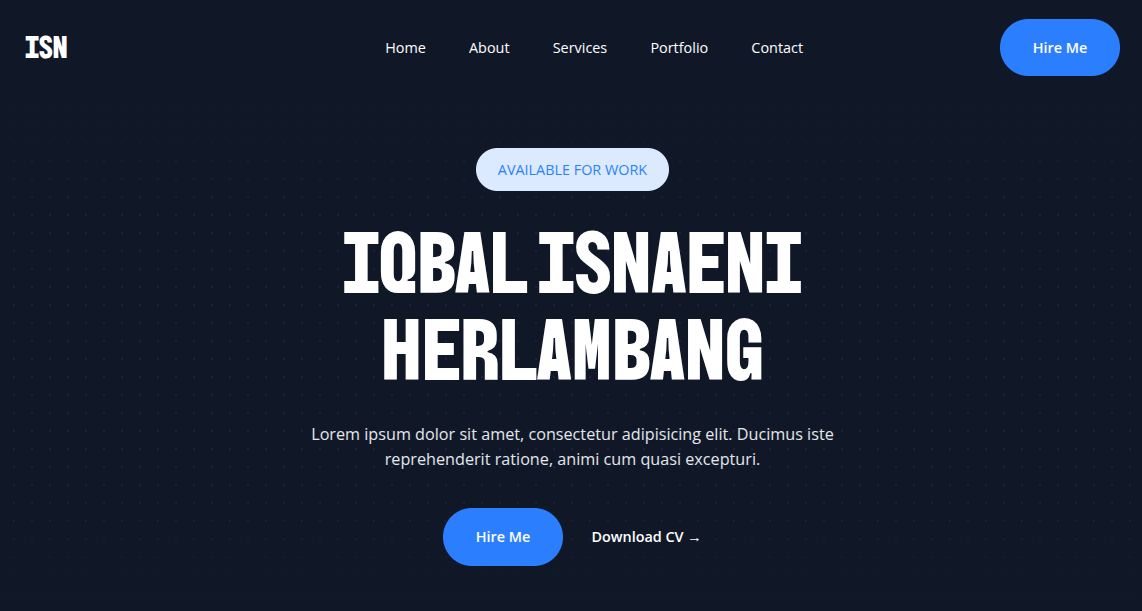 ISN
Home About Services Portfolio Contact
Hire Me
AVAILABLE FOR WORK
IQBAL ISNAENI
HERLAMBANG
Lorem ipsum dolor sit amet, consectetur adipisicing elit. Ducimus iste
reprehenderit ratione, animi cum quasi excepturi.
Hire Me
Download CV →